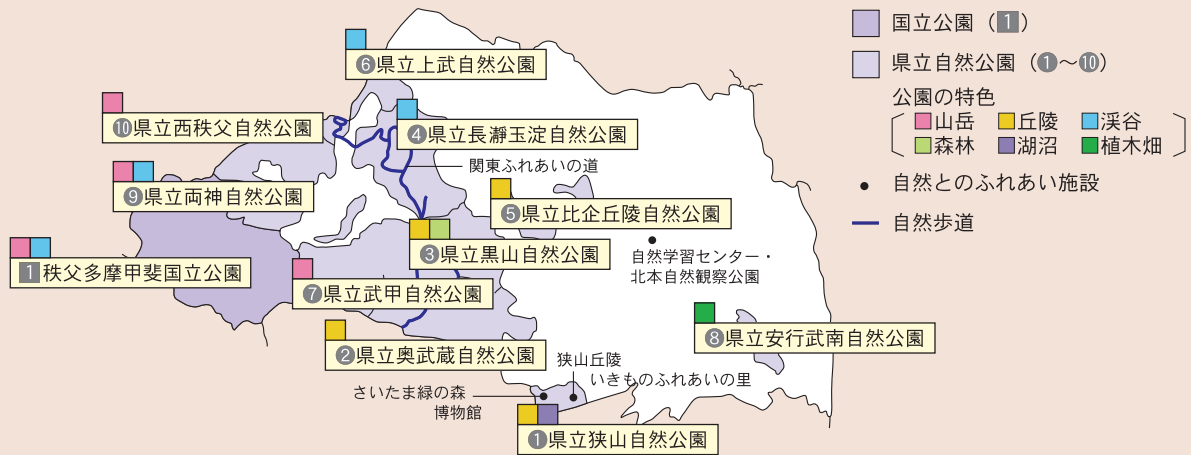 ⑥県立上武自然公園
⑩県立西秩父自然公園
④県立長瀞玉淀自然公園
関東ふれあいの道
⑨県立両神自然公園
⑤県立比企丘陵自然公園
③県立黒山自然公園
自然学習センター・
北本自然観察公園
1秩父多摩甲斐国立公園
⑦県立武甲自然公園
⑧県立安行武南自然公園
②県立奥武蔵自然公園
狭山丘陵
いきものふれあいの里
さいたま緑の森
博物館
①県立狭山自然公園
国立公園（1）
県立自然公園（①～⑩）
公園の特色
山岳 丘陵 渓谷
森林 湖沼 植木畑
自然とのふれあい施設
自然歩道